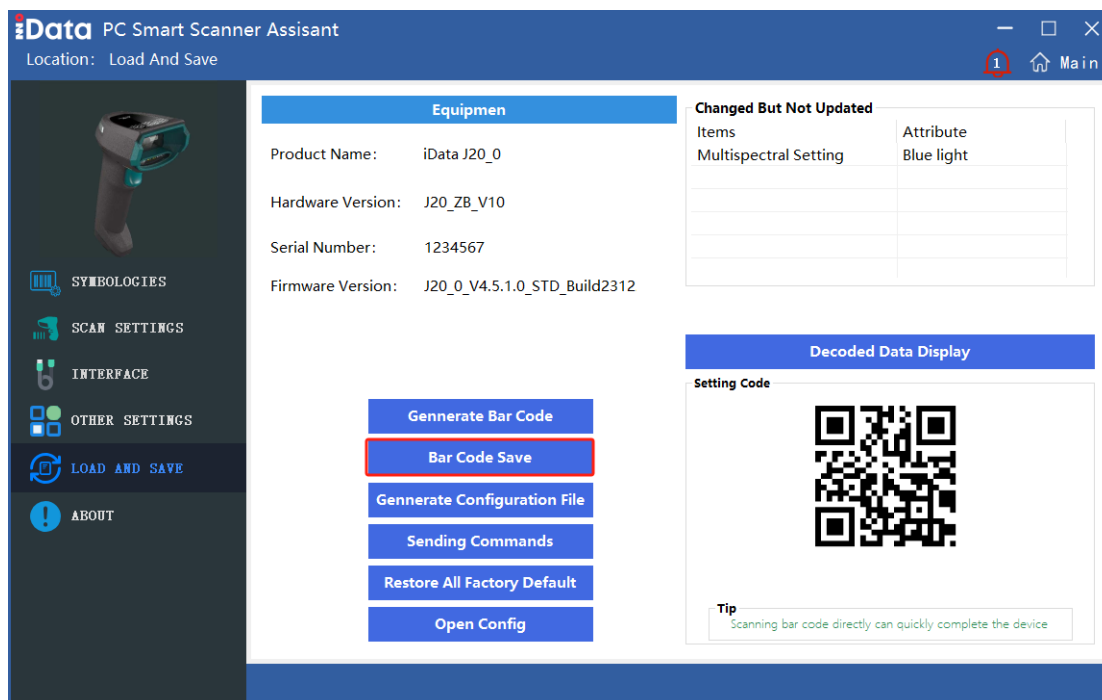 iData PC Smart Scanner Assisant
Location: Load And Save
1 Main
SYMBOLOGIES
SCAN SETTINGS
INTERFACE
OTHER SETTINGS
LOAD AND SAVE
ABOUT
Equipmen
Product Name: iData J20_0
Hardware Version: J20_ZB_V10
Serial Number: 1234567
Firmware Version: J20_0_V4.5.1.0_STD_Build2312
Gennerate Bar Code
Bar Code Save
Gennerate Configuration File
Sending Commands
Restore All Factory Default
Open Config
Changed But Not Updated
Items Attribute
Multispectral Setting Blue light
Decoded Data Display
Setting Code
Tip
Scanning bar code directly can quickly complete the device